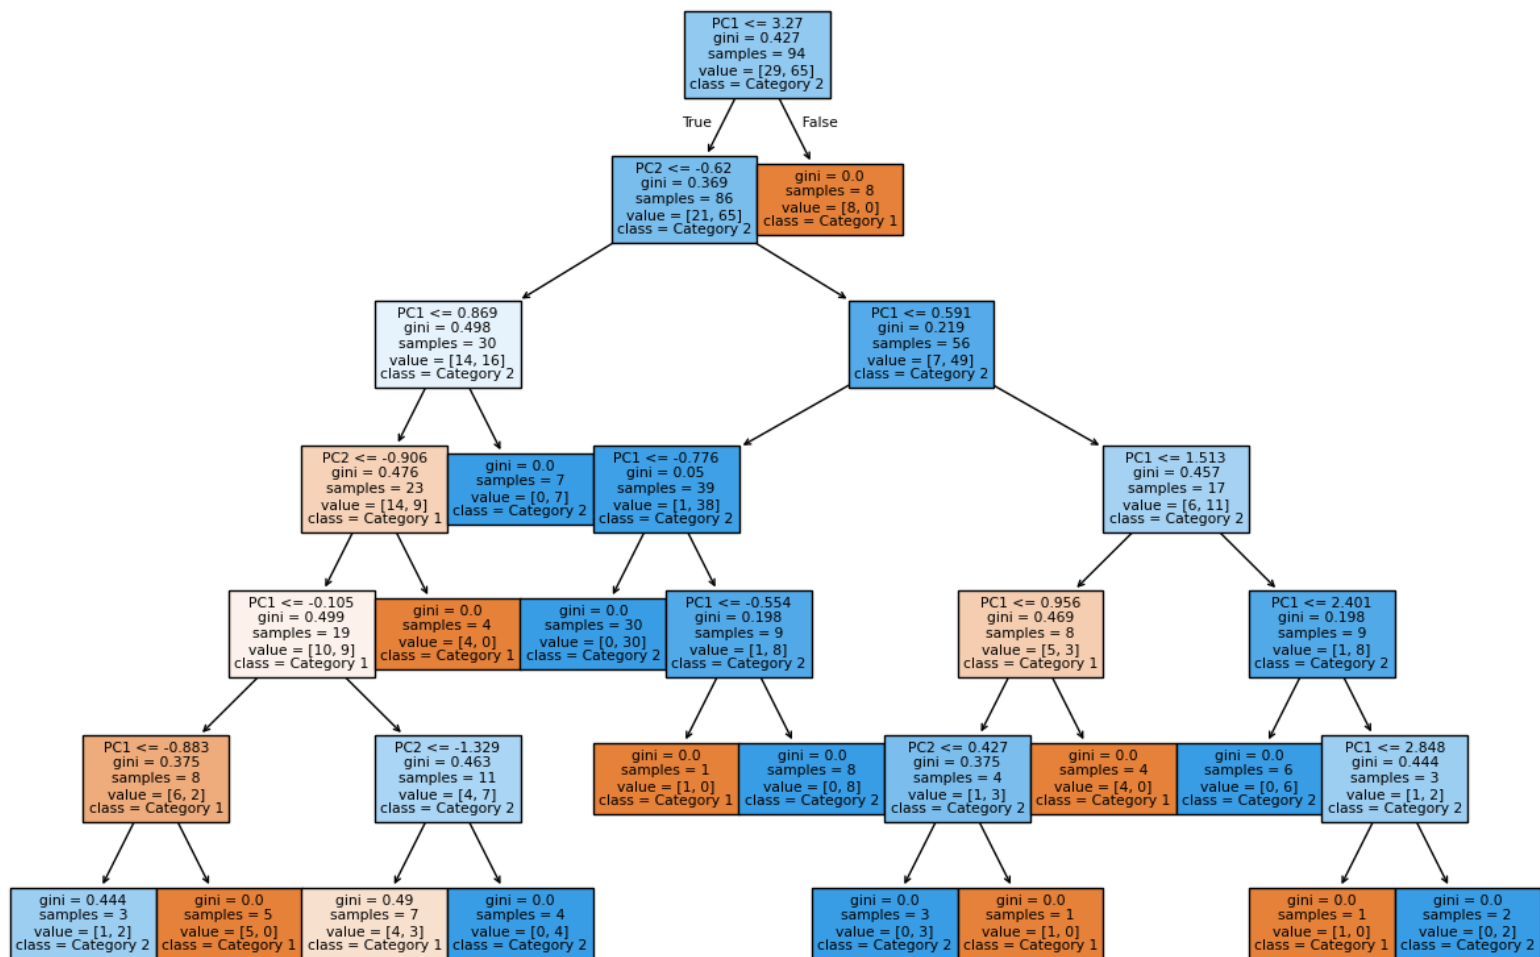 PC1 <= 3.27
gini = 0.427
samples = 94
value = [29, 65]
class = Category 2
True
False
PC2 <= -0.62
gini = 0.369
samples = 86
value = [21, 65]
class = Category 2
gini = 0.0
samples = 8
value = [8, 0]
class = Category 1
PC1 <= 0.869
gini = 0.498
samples = 30
value = [14, 16]
class = Category 2
PC1 <= 0.591
gini = 0.219
samples = 56
value = [7, 49]
class = Category 2
PC2 <= -0.906
gini = 0.476
samples = 23
value = [14, 9]
class = Category 1
gini = 0.0
samples = 7
value = [0, 7]
class = Category 2
PC1 <= -0.776
gini = 0.05
samples = 39
value = [1, 38]
class = Category 2
PC1 <= 1.513
gini = 0.457
samples = 17
value = [6, 11]
class = Category 2
PC1 <= -0.105
gini = 0.499
samples = 19
value = [10, 9]
class = Category 1
gini = 0.0
samples = 4
value = [4, 0]
class = Category 1
gini = 0.0
samples = 30
value = [0, 30]
class = Category 2
PC1 <= -0.554
gini = 0.198
samples = 9
value = [1, 8]
class = Category 2
PC1 <= 0.956
gini = 0.469
samples = 8
value = [5, 3]
class = Category 1
PC1 <= 2.401
gini = 0.198
samples = 9
value = [1, 8]
class = Category 2
PC1 <= -0.883
gini = 0.375
samples = 8
value = [6, 2]
class = Category 1
PC2 <= -1.329
gini = 0.463
samples = 11
value = [4, 7]
class = Category 2
gini = 0.0
samples = 1
value = [1, 0]
class = Category 1
gini = 0.0
samples = 8
value = [0, 8]
class = Category 2
PC2 <= 0.427
gini = 0.375
samples = 4
value = [1, 3]
class = Category 2
gini = 0.0
samples = 4
value = [4, 0]
class = Category 1
gini = 0.0
samples = 6
value = [0, 6]
class = Category 2
PC1 <= 2.848
gini = 0.444
samples = 3
value = [1, 2]
class = Category 2
gini = 0.444
samples = 3
value = [1, 2]
class = Category 2
gini = 0.0
samples = 5
value = [5, 0]
class = Category 1
gini = 0.49
samples = 7
value = [4, 3]
class = Category 1
gini = 0.0
samples = 4
value = [0, 4]
class = Category 2
gini = 0.0
samples = 3
value = [0, 3]
class = Category 2
gini = 0.0
samples = 1
value = [1, 0]
class = Category 1
gini = 0.0
samples = 1
value = [1, 0]
class = Category 1
gini = 0.0
samples = 2
value = [0, 2]
class = Category 2